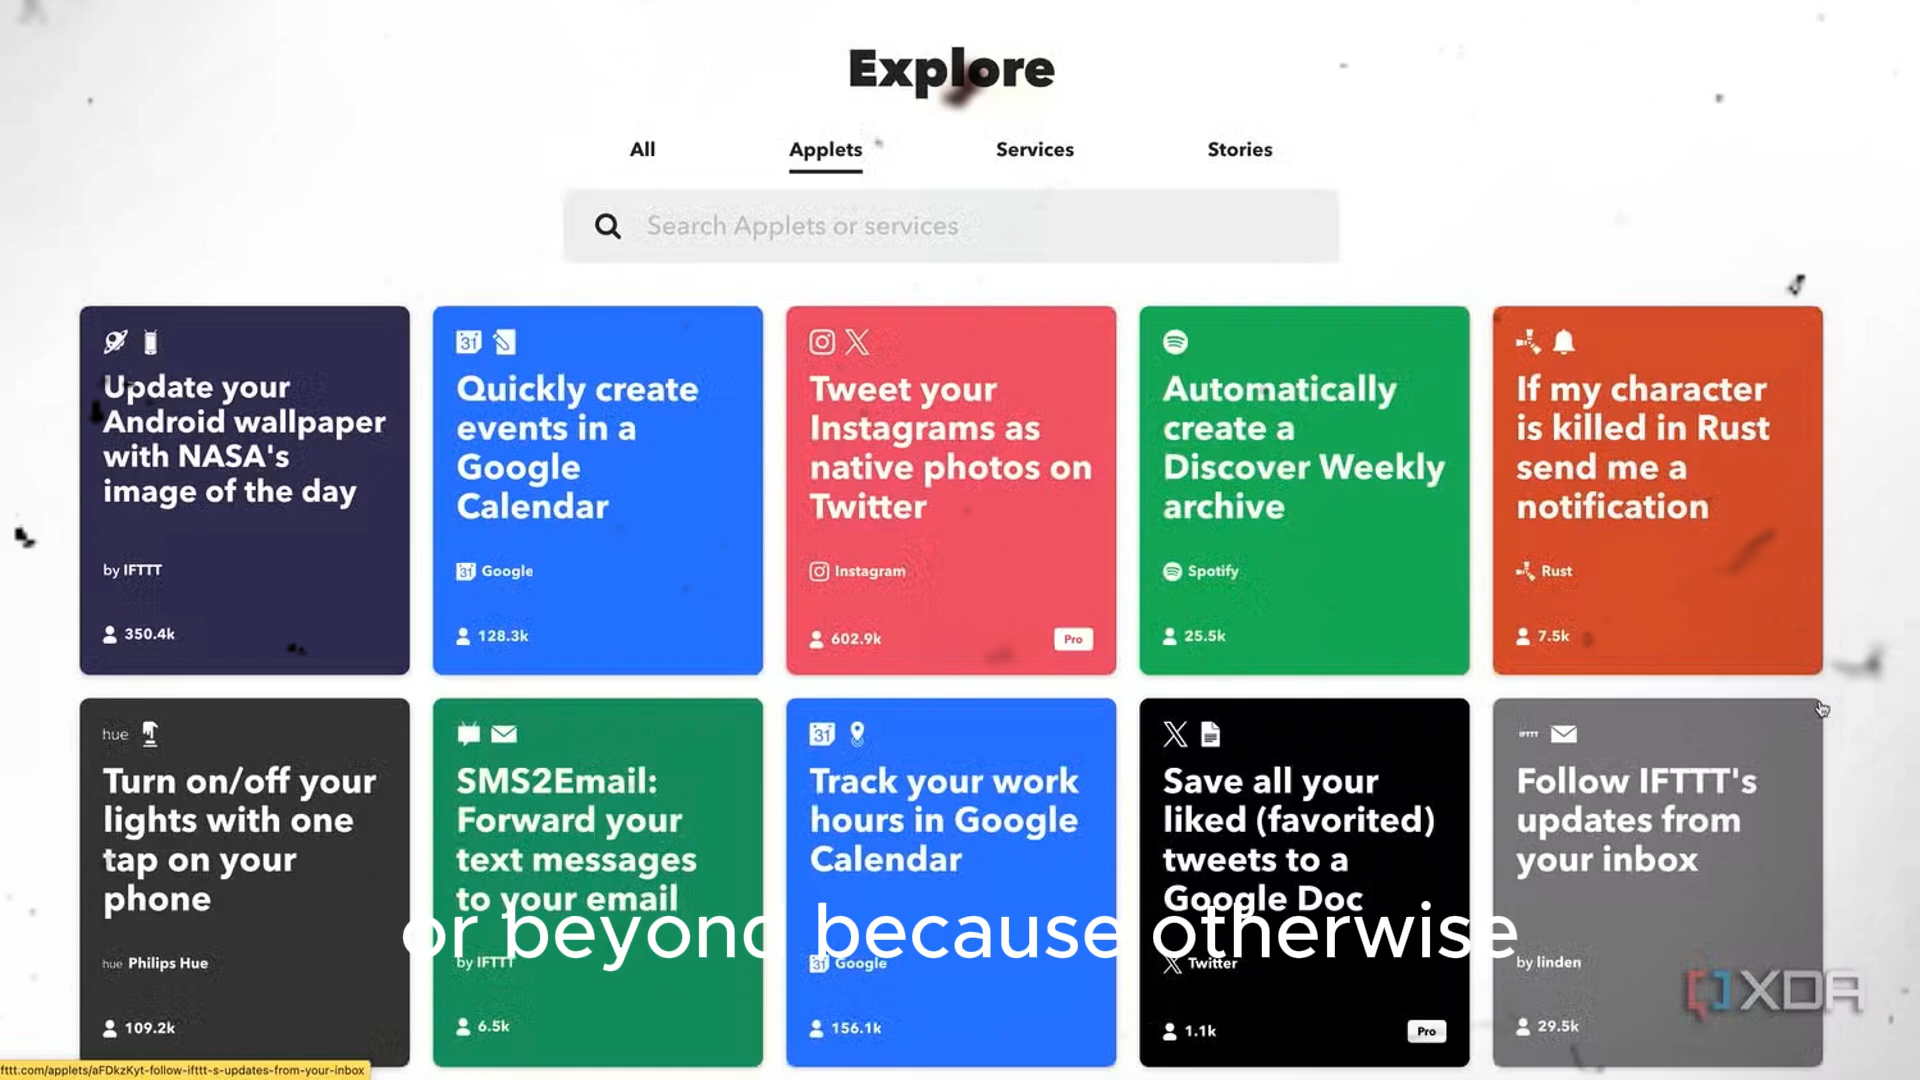 Explore
All
Applets
Services
Stories
Search Applets or services
31
Update your
Android wallpaper
with NASA's
image of the day
by IFTTT
350.4k
Quickly create
events in a
Google
Calendar
31 Google
128.3k
Tweet your
Instagrams as
native photos on
Twitter
Instagram
602.9k
Pro
Automatically
create a
Discover Weekly
archive
Spotify
25.5k
If my character
is killed in Rust
send me a
notification
Rust
7.5k
hue
Turn on/off your
lights with one
tap on your
phone
hue Philips Hue
109.2k
SMS2Email:
Forward your
text messages
to your email
by IFTTT
6.5k
31
Track your work
hours in Google
Calendar
31 Google
156.1k
X
Save all your
liked (favorited)
tweets to a
Google Doc
X Twitter
1.1k
Pro
IFTTT
Follow IFTTT's
updates from
your inbox
by linden
29.5k
or beyond because otherwise
XDA
fttt.com/applets/aFDkzKyt-follow-ifttt-s-updates-from-your-inbox